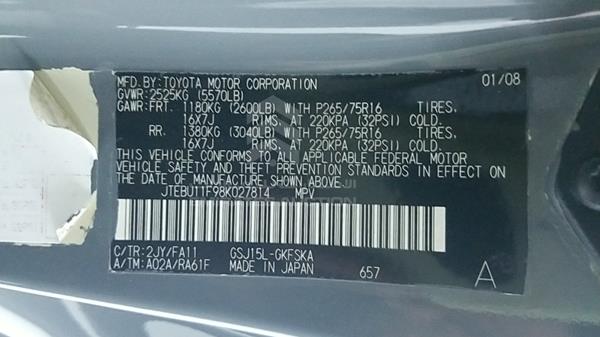 MFD.BY:TOYOTA MOTOR CORPORATION 01/08
GVWR:2525KG (5570LB)
GAWR:FRT. 1180KG (2600LB) WITH P265/75R16 TIRES,
16X7J RIMS, AT 220KPA (32PSI) COLD.
RR. 1380KG (3040LB) WITH P265/75R16 TIRES,
16X7J RIMS, AT 220KPA (32PSI) COLD.
THIS VEHICLE CONFORMS TO ALL APPLICABLE FEDERAL MOTOR
VEHICLE SAFETY AND THEFT PREVENTION STANDARDS IN EFFECT ON
THE DATE OF MANUFACTURE SHOWN ABOVE.
JTEBU11F98K027814 MPV
C/TR:2JY/FA11 GSJ15L-GKFSKA
A/TM:A02A/RA61F MADE IN JAPAN 657 A